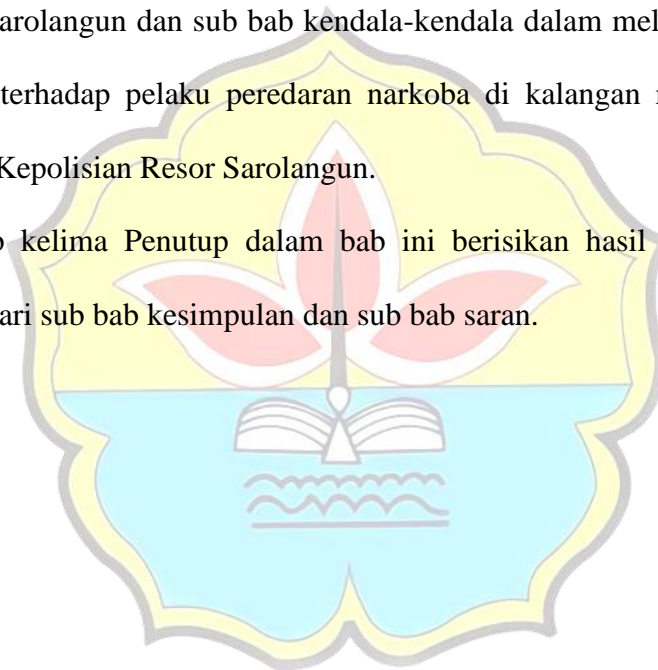 arolangun dan sub bab kendala-kendala dalam mel
terhadap pelaku peredaran narkoba di kalangan
Kepolisian Resor Sarolangun.
kelima Penutup dalam bab ini berisikan hasil
ari sub bab kesimpulan dan sub bab saran.